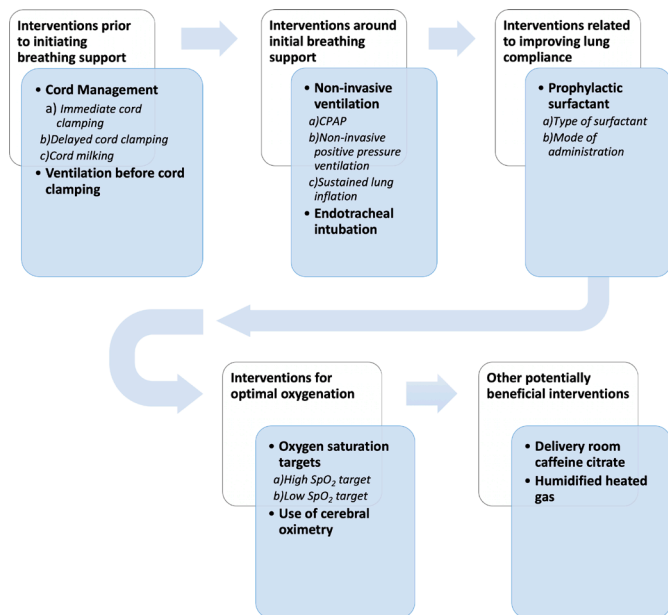 Interventions prior
to initiating
breathing support
• Cord Management
a) Immediate cord
clamping
b)Delayed cord clamping
c)Cord milking
• Ventilation before cord
clamping
Interventions around
initial breathing
support
• Non-invasive
ventilation
a)CPAP
b)Non-invasive
positive pressure
ventilation
c)Sustained lung
inflation
• Endotracheal
intubation
Interventions related
to improving lung
compliance
• Prophylactic
surfactant
a)Type of surfactant
b)Mode of
administration
Interventions for
optimal oxygenation
• Oxygen saturation
targets
a)High SpO₂ target
b)Low SpO₂ target
• Use of cerebral
oximetry
Other potentially
beneficial interventions
• Delivery room
caffeine citrate
• Humidified heated
gas